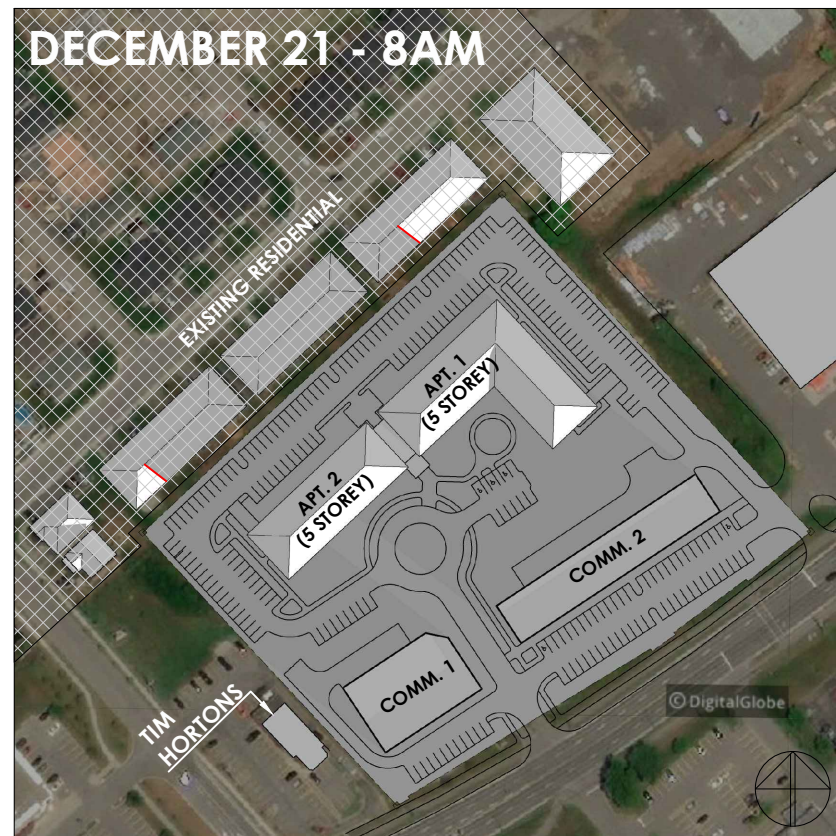 DECEMBER 21 - 8AM
EXISTING RESIDENTIAL
APT. 1
(5 STOREY)
APT. 2
(5 STOREY)
COMM. 2
COMM. 1
TIM
HORTONS
© DigitalGlobe